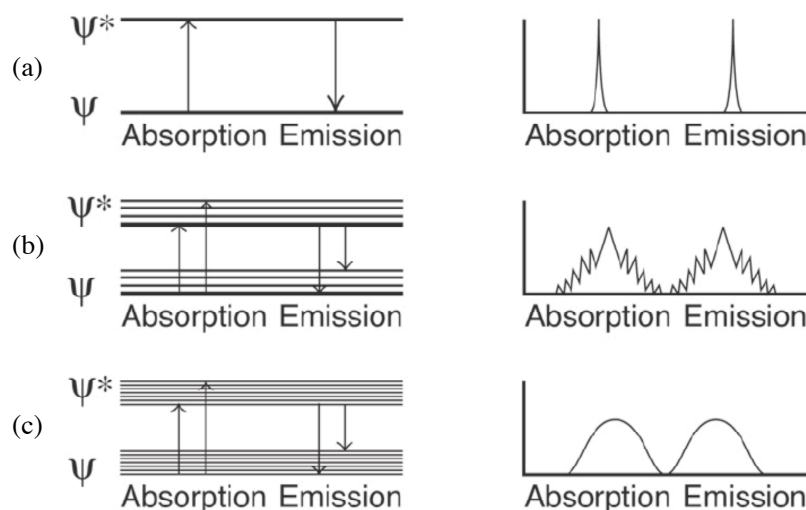 ψ*
(a)
ψ
Absorption Emission
Absorption Emission
ψ*
(b)
ψ
Absorption Emission
Absorption Emission
ψ*
(c)
ψ
Absorption Emission
Absorption Emission